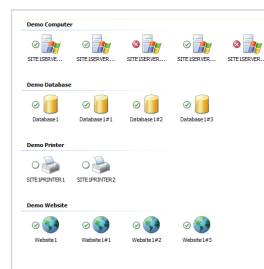 Demo Computer
SITE1SERVER... SITE1SERVER... SITE1SERVER... SITE1SERVER... SITE1SERVER...
Demo Database
Database1 Database1#1 Database1#2 Database1#3
Demo Printer
SITE1PRINTER1 SITE1PRINTER2
Demo Website
Website1 Website1#1 Website1#2 Website1#3